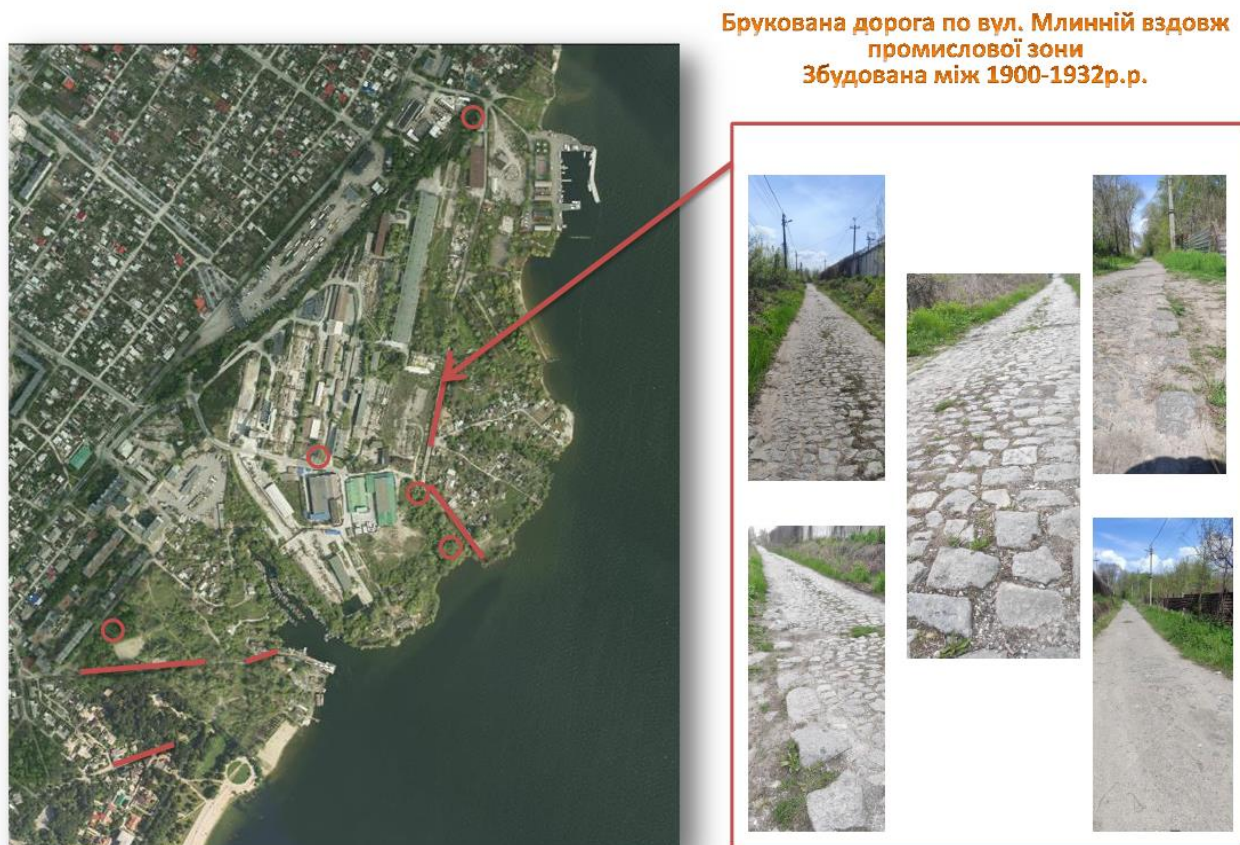 Брукована дорога по вул. Млинній вздовж
промислової зони
Збудована між 1900-1932р.р.